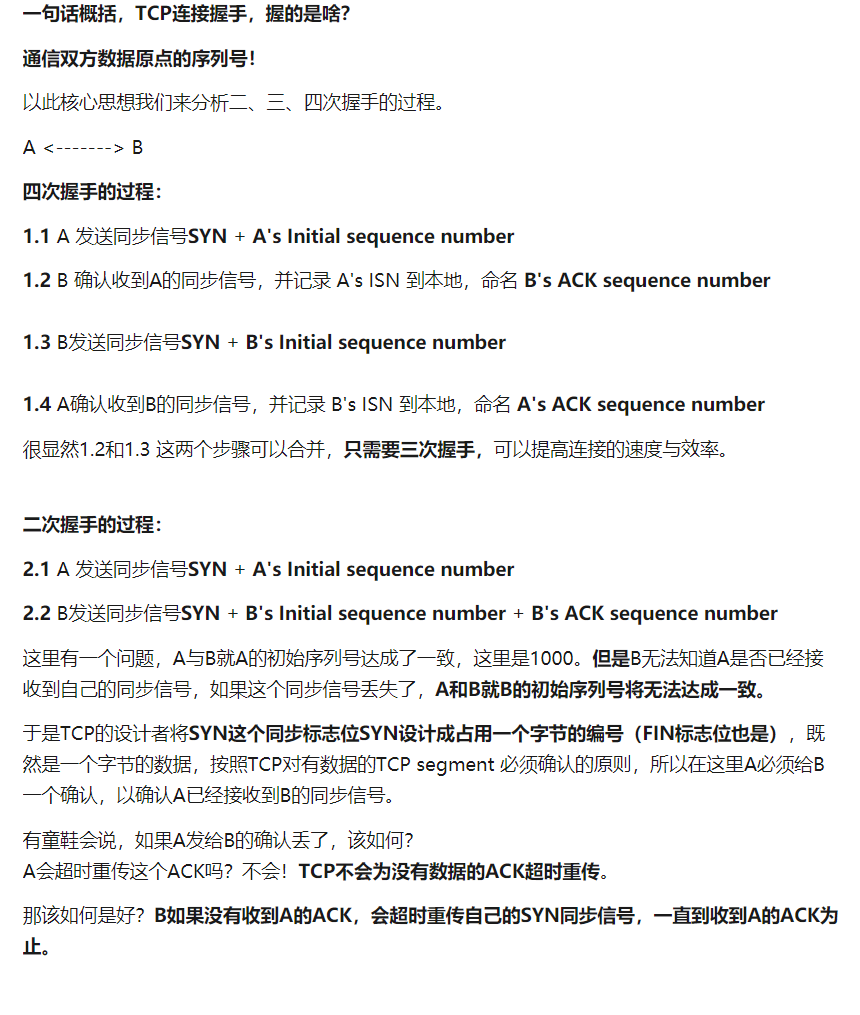 一句话概括，TCP连接握手，握的是啥？
通信双方数据原点的序列号！
以此核心思想我们来分析二、三、四次握手的过程。
A <-------> B
四次握手的过程：
1.1 A 发送同步信号SYN + A's Initial sequence number
1.2 B 确认收到A的同步信号，并记录 A's ISN 到本地，命名 B's ACK sequence number
1.3 B发送同步信号SYN + B's Initial sequence number
1.4 A确认收到B的同步信号，并记录 B's ISN 到本地，命名 A's ACK sequence number
很显然1.2和1.3 这两个步骤可以合并，只需要三次握手，可以提高连接的速度与效率。
二次握手的过程：
2.1 A 发送同步信号SYN + A's Initial sequence number
2.2 B发送同步信号SYN + B's Initial sequence number + B's ACK sequence number
这里有一个问题，A与B就A的初始序列号达成了一致，这里是1000。但是B无法知道A是否已经接
收到自己的同步信号，如果这个同步信号丢失了，A和B就B的初始序列号将无法达成一致。
于是TCP的设计者将SYN这个同步标志位SYN设计成占用一个字节的编号（FIN标志位也是），既
然是一个字节的数据，按照TCP对有数据的TCP segment 必须确认的原则，所以在这里A必须给B
一个确认，以确认A已经接收到B的同步信号。
有童鞋会说，如果A发给B的确认丢了，该如何？
A会超时重传这个ACK吗？不会！TCP不会为没有数据的ACK超时重传。
那该如何是好？B如果没有收到A的ACK，会超时重传自己的SYN同步信号，一直到收到A的ACK为
止。